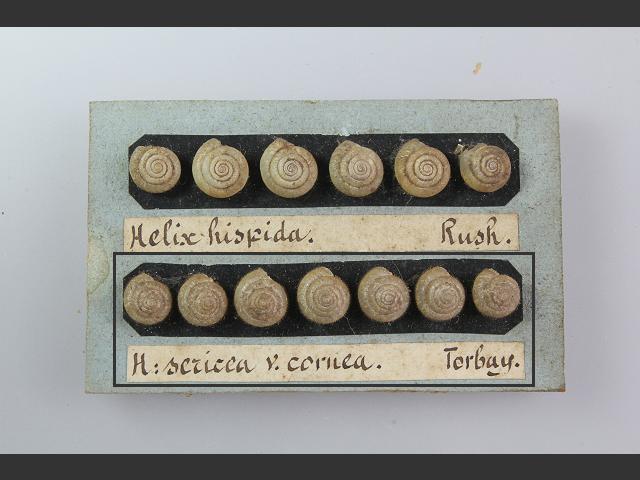 Helix hispida. Rush.
H: sericea v. cornea. Torbay.